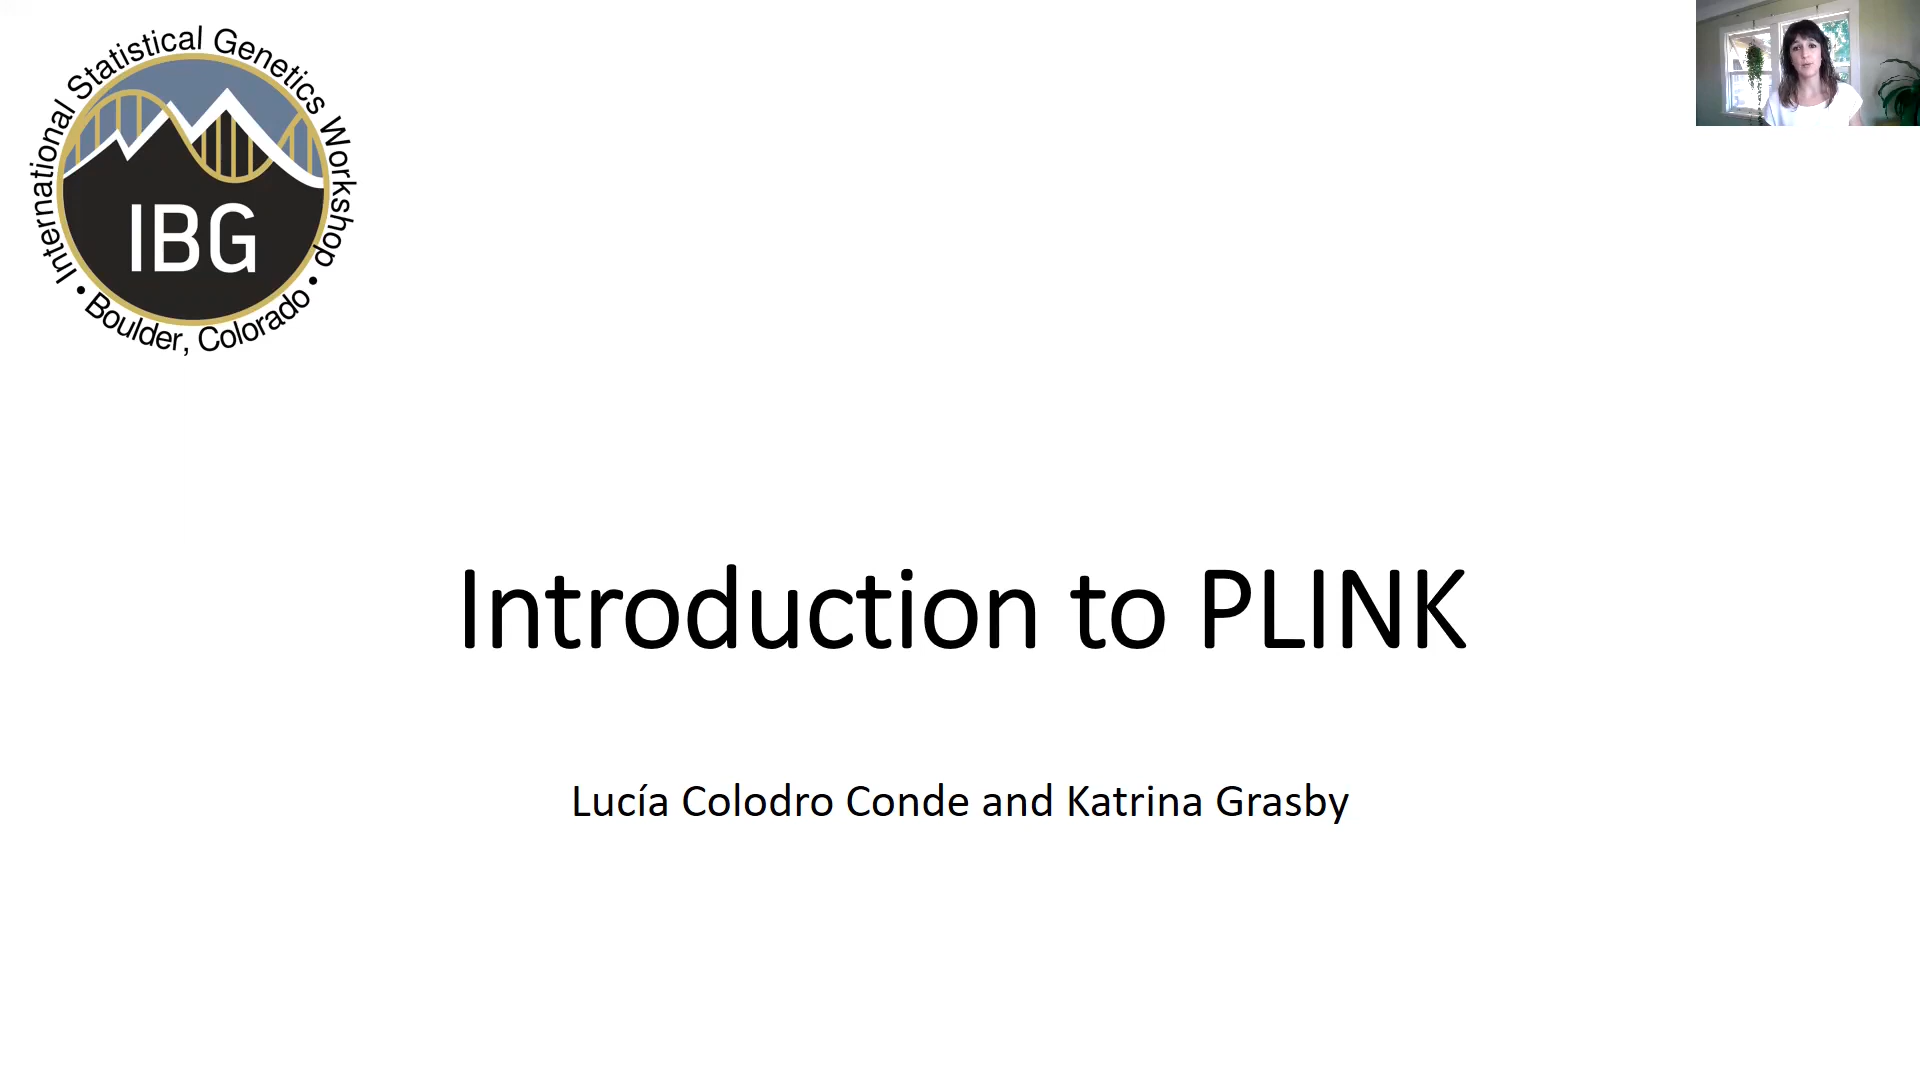 International Statistical Genetics Workshop
• Boulder, Colorado •
IBG
Introduction to PLINK
Lucía Colodro Conde and Katrina Grasby